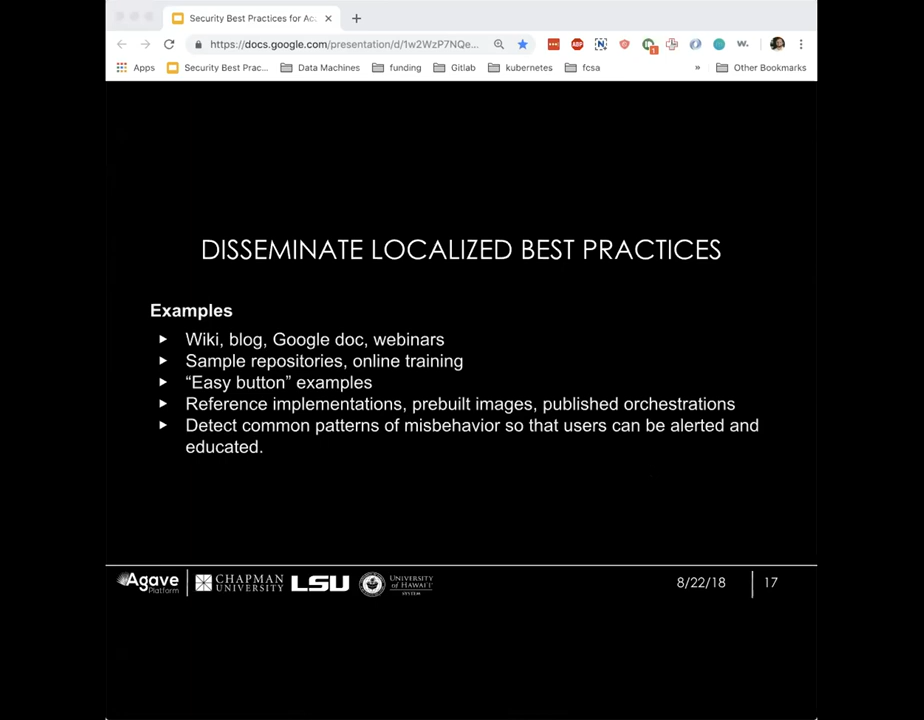 Security Best Practices for Ac
https://docs.google.com/presentation/d/1w2WzP7NQe...
Apps
Security Best Prac...
Data Machines
funding
Gitlab
kubernetes
fcsa
»
Other Bookmarks
DISSEMINATE LOCALIZED BEST PRACTICES
Examples
Wiki, blog, Google doc, webinars
Sample repositories, online training
“Easy button” examples
Reference implementations, prebuilt images, published orchestrations
Detect common patterns of misbehavior so that users can be alerted and
educated.
Agave
Platform
CHAPMAN
UNIVERSITY
LSU
UNIVERSITY
OF HAWAI‘I
SYSTEM
8/22/18
17